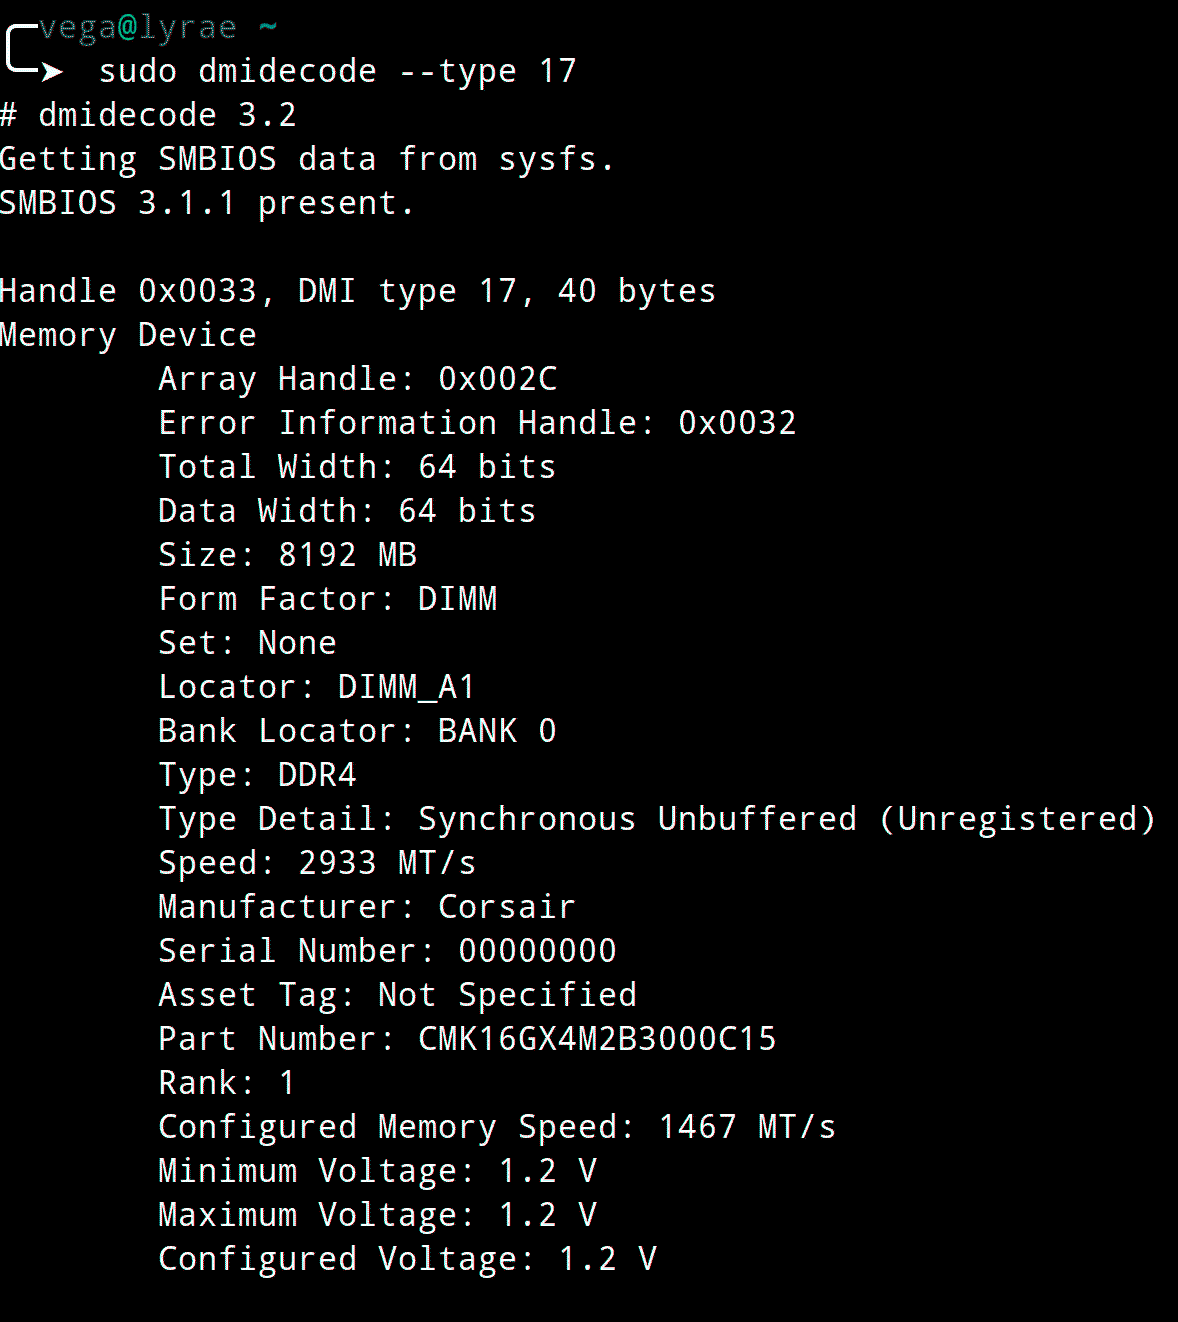 vega@lyrae ~
➤ sudo dmidecode --type 17
# dmidecode 3.2
Getting SMBIOS data from sysfs.
SMBIOS 3.1.1 present.
Handle 0x0033, DMI type 17, 40 bytes
Memory Device
Array Handle: 0x002C
Error Information Handle: 0x0032
Total Width: 64 bits
Data Width: 64 bits
Size: 8192 MB
Form Factor: DIMM
Set: None
Locator: DIMM_A1
Bank Locator: BANK 0
Type: DDR4
Type Detail: Synchronous Unbuffered (Unregistered)
Speed: 2933 MT/s
Manufacturer: Corsair
Serial Number: 00000000
Asset Tag: Not Specified
Part Number: CMK16GX4M2B3000C15
Rank: 1
Configured Memory Speed: 1467 MT/s
Minimum Voltage: 1.2 V
Maximum Voltage: 1.2 V
Configured Voltage: 1.2 V